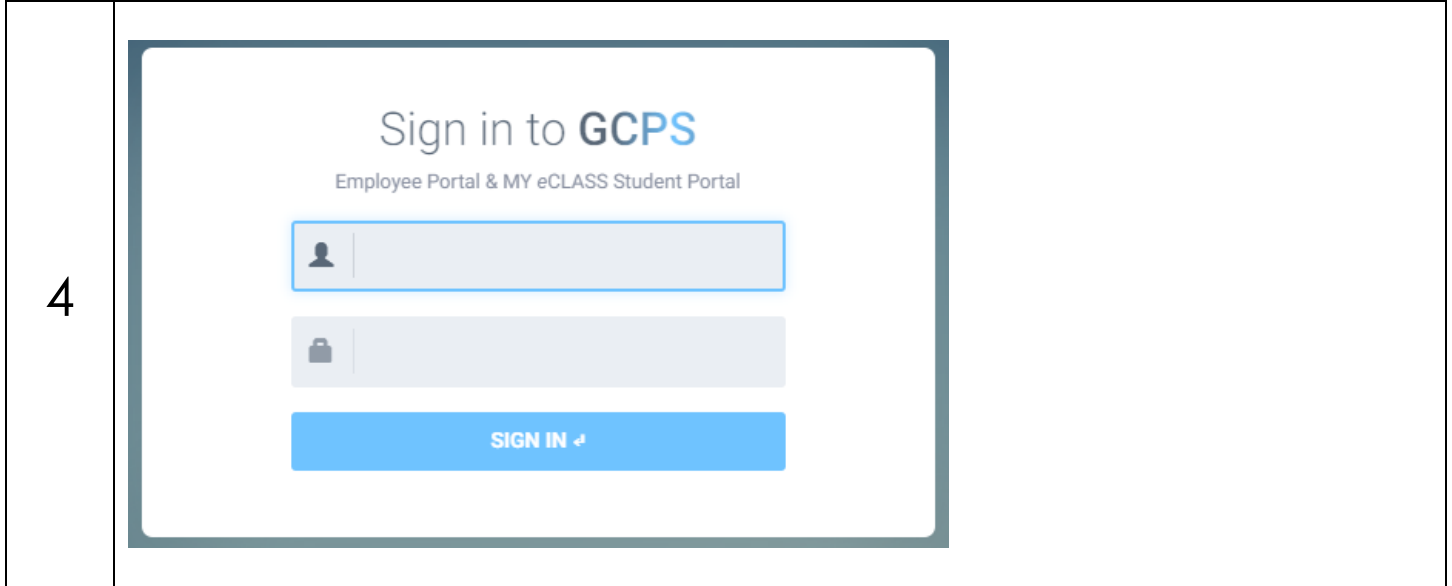 4
Sign in to GCPS
Employee Portal & MY eCLASS Student Portal
SIGN IN ↲